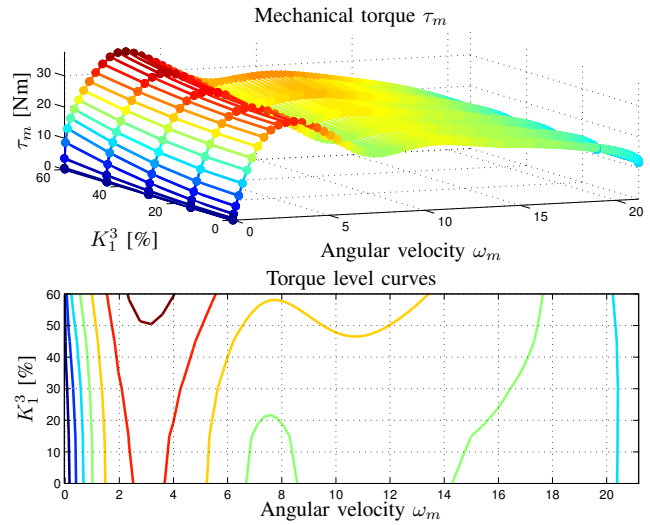 Mechanical torque τ_m
30
20
10
0
τ_m [Nm]
60
40
20
0
K_1^3 [%]
0
5
10
15
20
Angular velocity ω_m
Torque level curves
60
50
40
30
20
10
0
K_1^3 [%]
0 2 4 6 8 10 12 14 16 18 20
Angular velocity ω_m